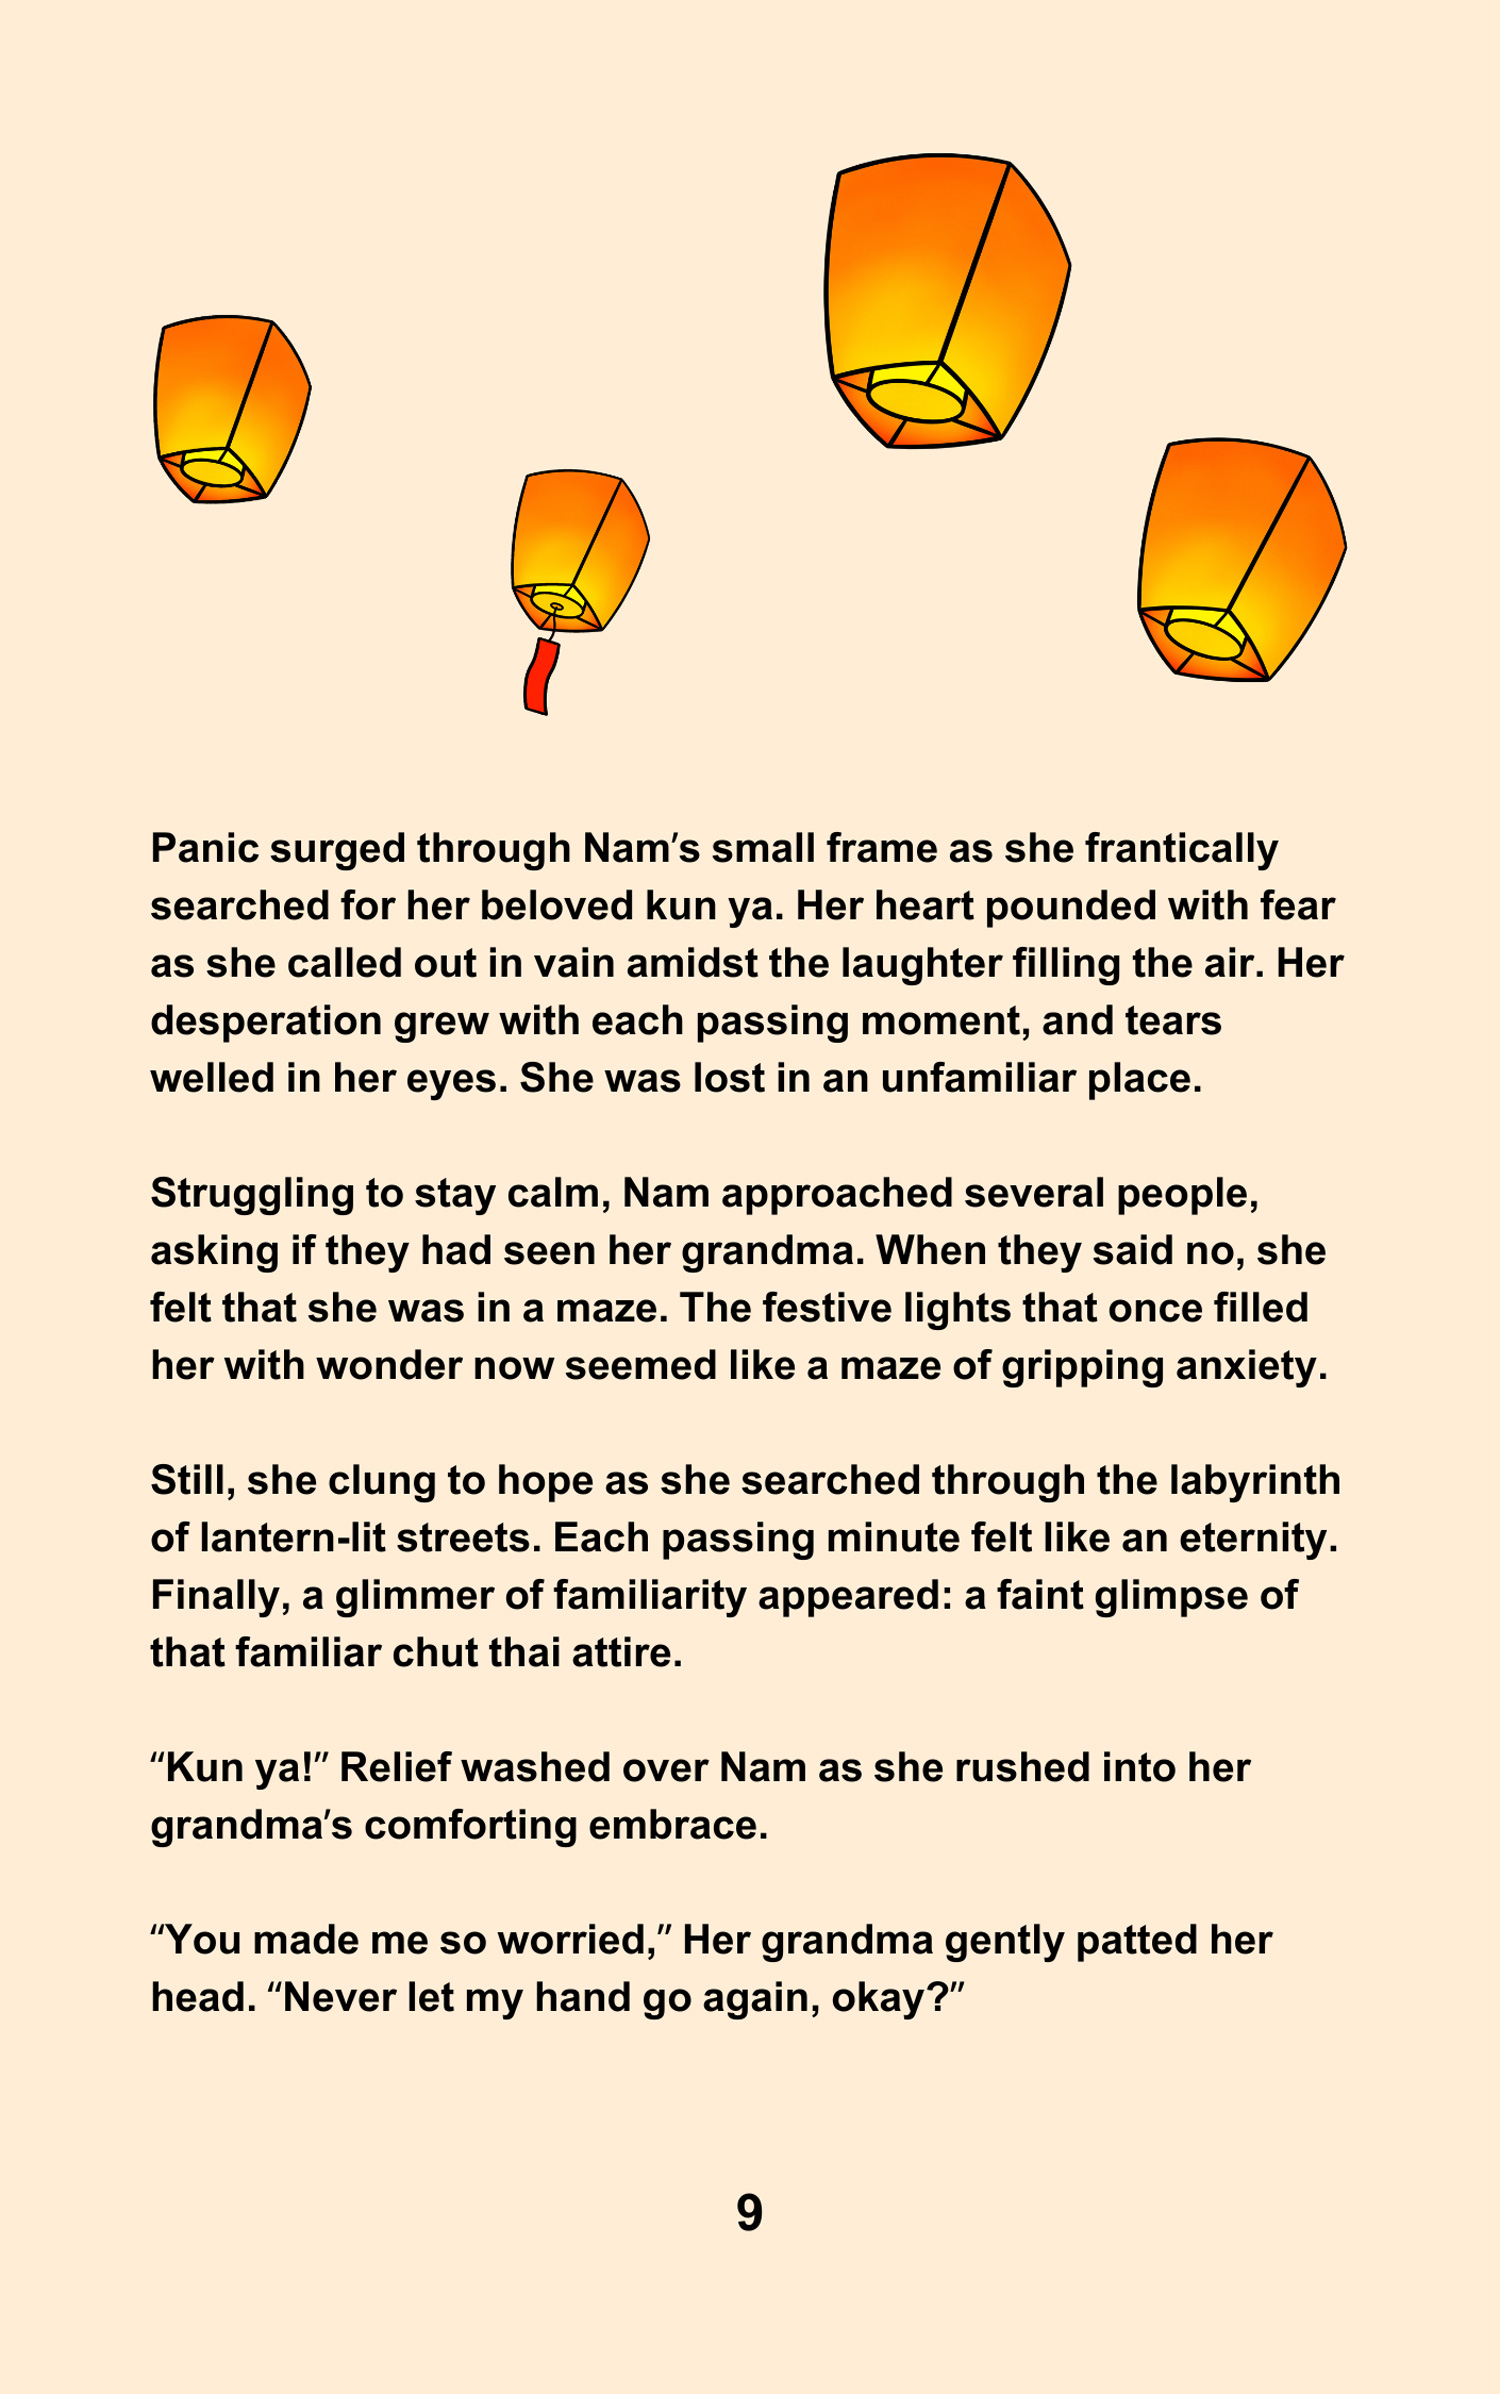 Panic surged through Nam's small frame as she frantically
searched for her beloved kun ya. Her heart pounded with fear
as she called out in vain amidst the laughter filling the air. Her
desperation grew with each passing moment, and tears
welled in her eyes. She was lost in an unfamiliar place.
Struggling to stay calm, Nam approached several people,
asking if they had seen her grandma. When they said no, she
felt that she was in a maze. The festive lights that once filled
her with wonder now seemed like a maze of gripping anxiety.
Still, she clung to hope as she searched through the labyrinth
of lantern-lit streets. Each passing minute felt like an eternity.
Finally, a glimmer of familiarity appeared: a faint glimpse of
that familiar chut thai attire.
“Kun ya!” Relief washed over Nam as she rushed into her
grandma's comforting embrace.
“You made me so worried,” Her grandma gently patted her
head. “Never let my hand go again, okay?”
9